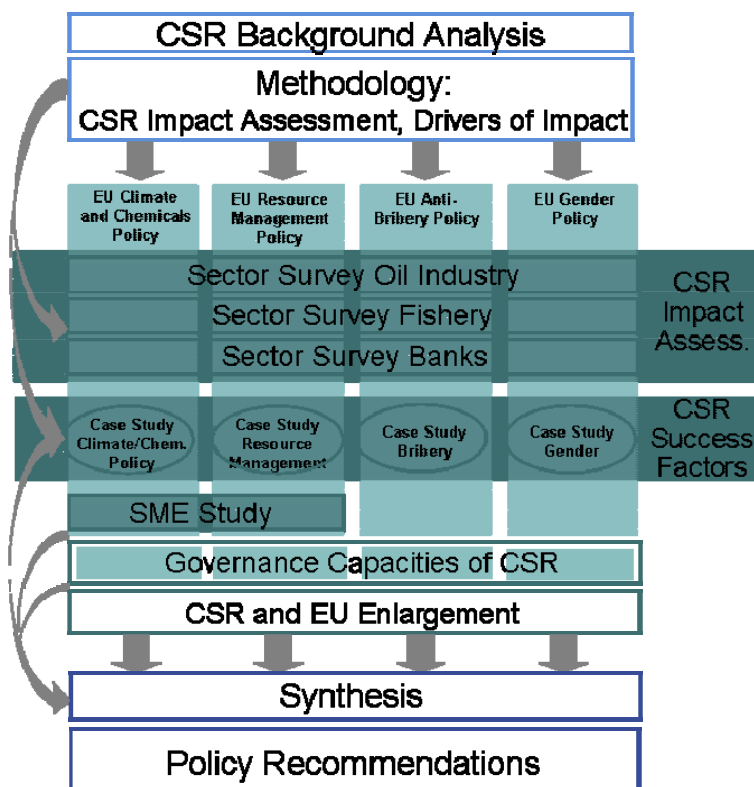 CSR Background Analysis
Methodology:
CSR Impact Assessment, Drivers of Impact
EU Climate
and Chemicals
Policy
EU Resource
Management
Policy
EU Anti-
Bribery Policy
EU Gender
Policy
Sector Survey Oil Industry
Sector Survey Fishery
Sector Survey Banks
CSR
Impact
Assess.
Case Study
Climate/Chem.
Policy
Case Study
Resource
Management
Case Study
Bribery
Case Study
Gender
CSR
Success
Factors
SME Study
Governance Capacities of CSR
CSR and EU Enlargement
Synthesis
Policy Recommendations